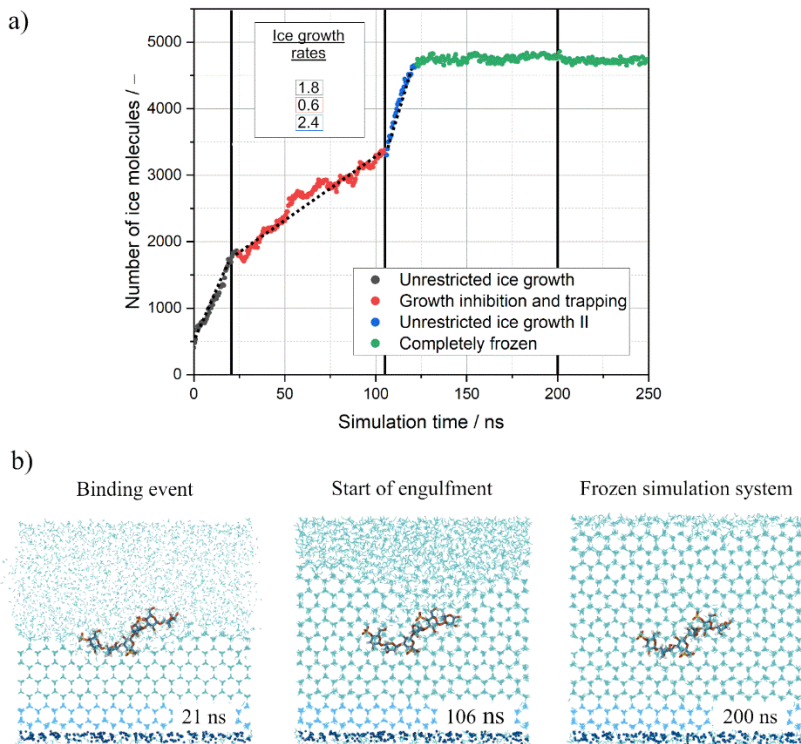 a)
Ice growth
rates
1.8
0.6
2.4
Number of ice molecules / –
5000
4000
3000
2000
1000
0
Unrestricted ice growth
Growth inhibition and trapping
Unrestricted ice growth II
Completely frozen
0 50 100 150 200 250
Simulation time / ns
b)
Binding event Start of engulfment Frozen simulation system
21 ns 106 ns 200 ns